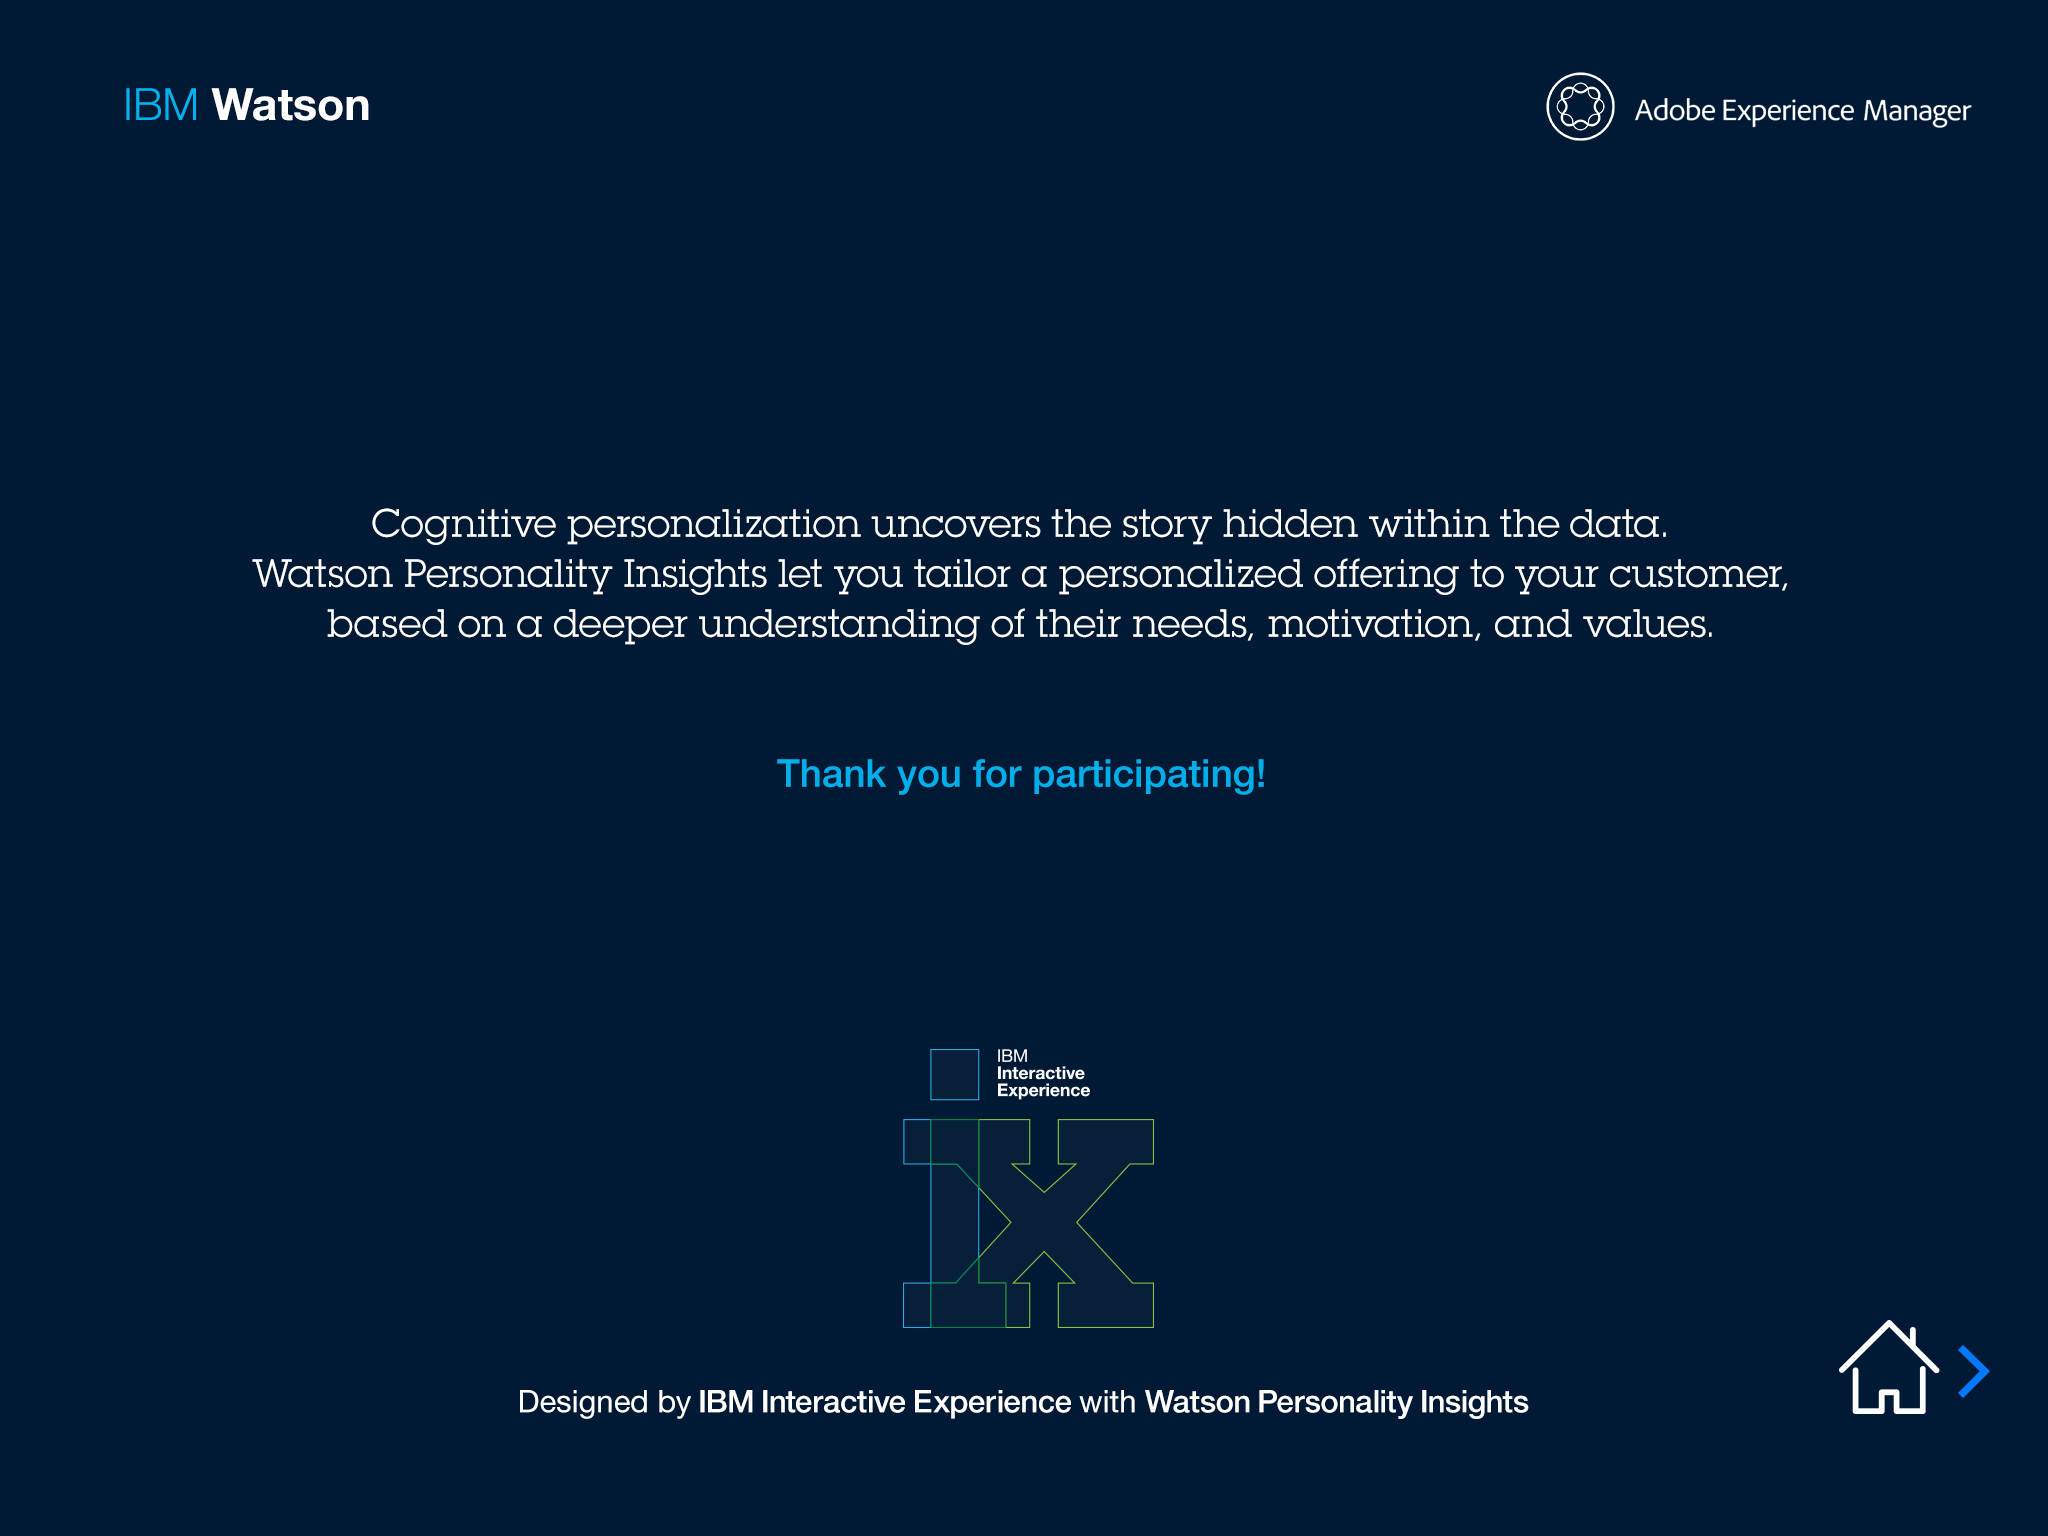 IBM Watson
Adobe Experience Manager
Cognitive personalization uncovers the story hidden within the data.
Watson Personality Insights let you tailor a personalized offering to your customer,
based on a deeper understanding of their needs, motivation, and values.
Thank you for participating!
IBM
Interactive
Experience
iX
Designed by IBM Interactive Experience with Watson Personality Insights